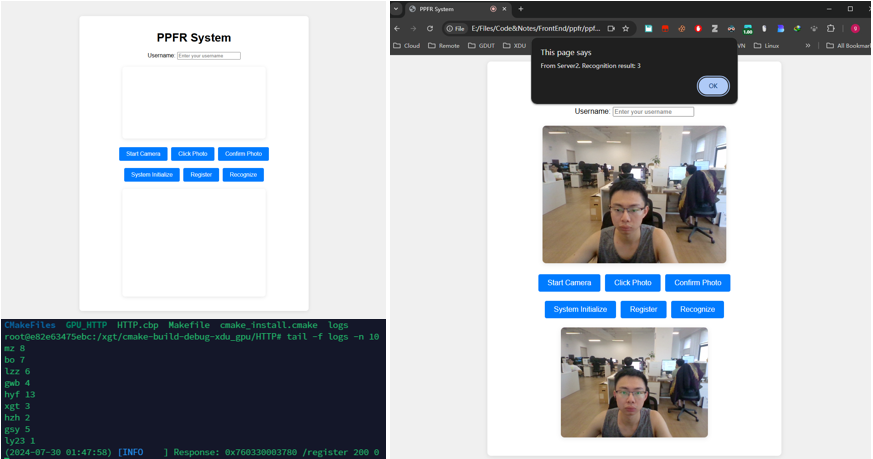 PPFR System
Username: Enter your username
Start Camera Click Photo Confirm Photo
System Initialize Register Recognize
CMakeFiles GPU_HTTP HTTP.cbp Makefile cmake_install.cmake logs
root@e82e63475ebc:/xgt/cmake-build-debug-xdu_gpu/HTTP# tail -f logs -n 10
mz 8
bo 7
lzz 6
gwb 4
hyf 13
xgt 3
hzh 2
gsy 5
ly23 1
(2024-07-30 01:47:58) [INFO ] Response: 0x760330003780 /register 200 0
PPFR System
File E:/Files/Code&Notes/FrontEnd/ppfr/ppf...
1.00
Cloud Remote GDUT XDU VN Linux All Bookmar
This page says
From Server2. Recognition result: 3
OK
Username: Enter your username
Start Camera Click Photo Confirm Photo
System Initialize Register Recognize